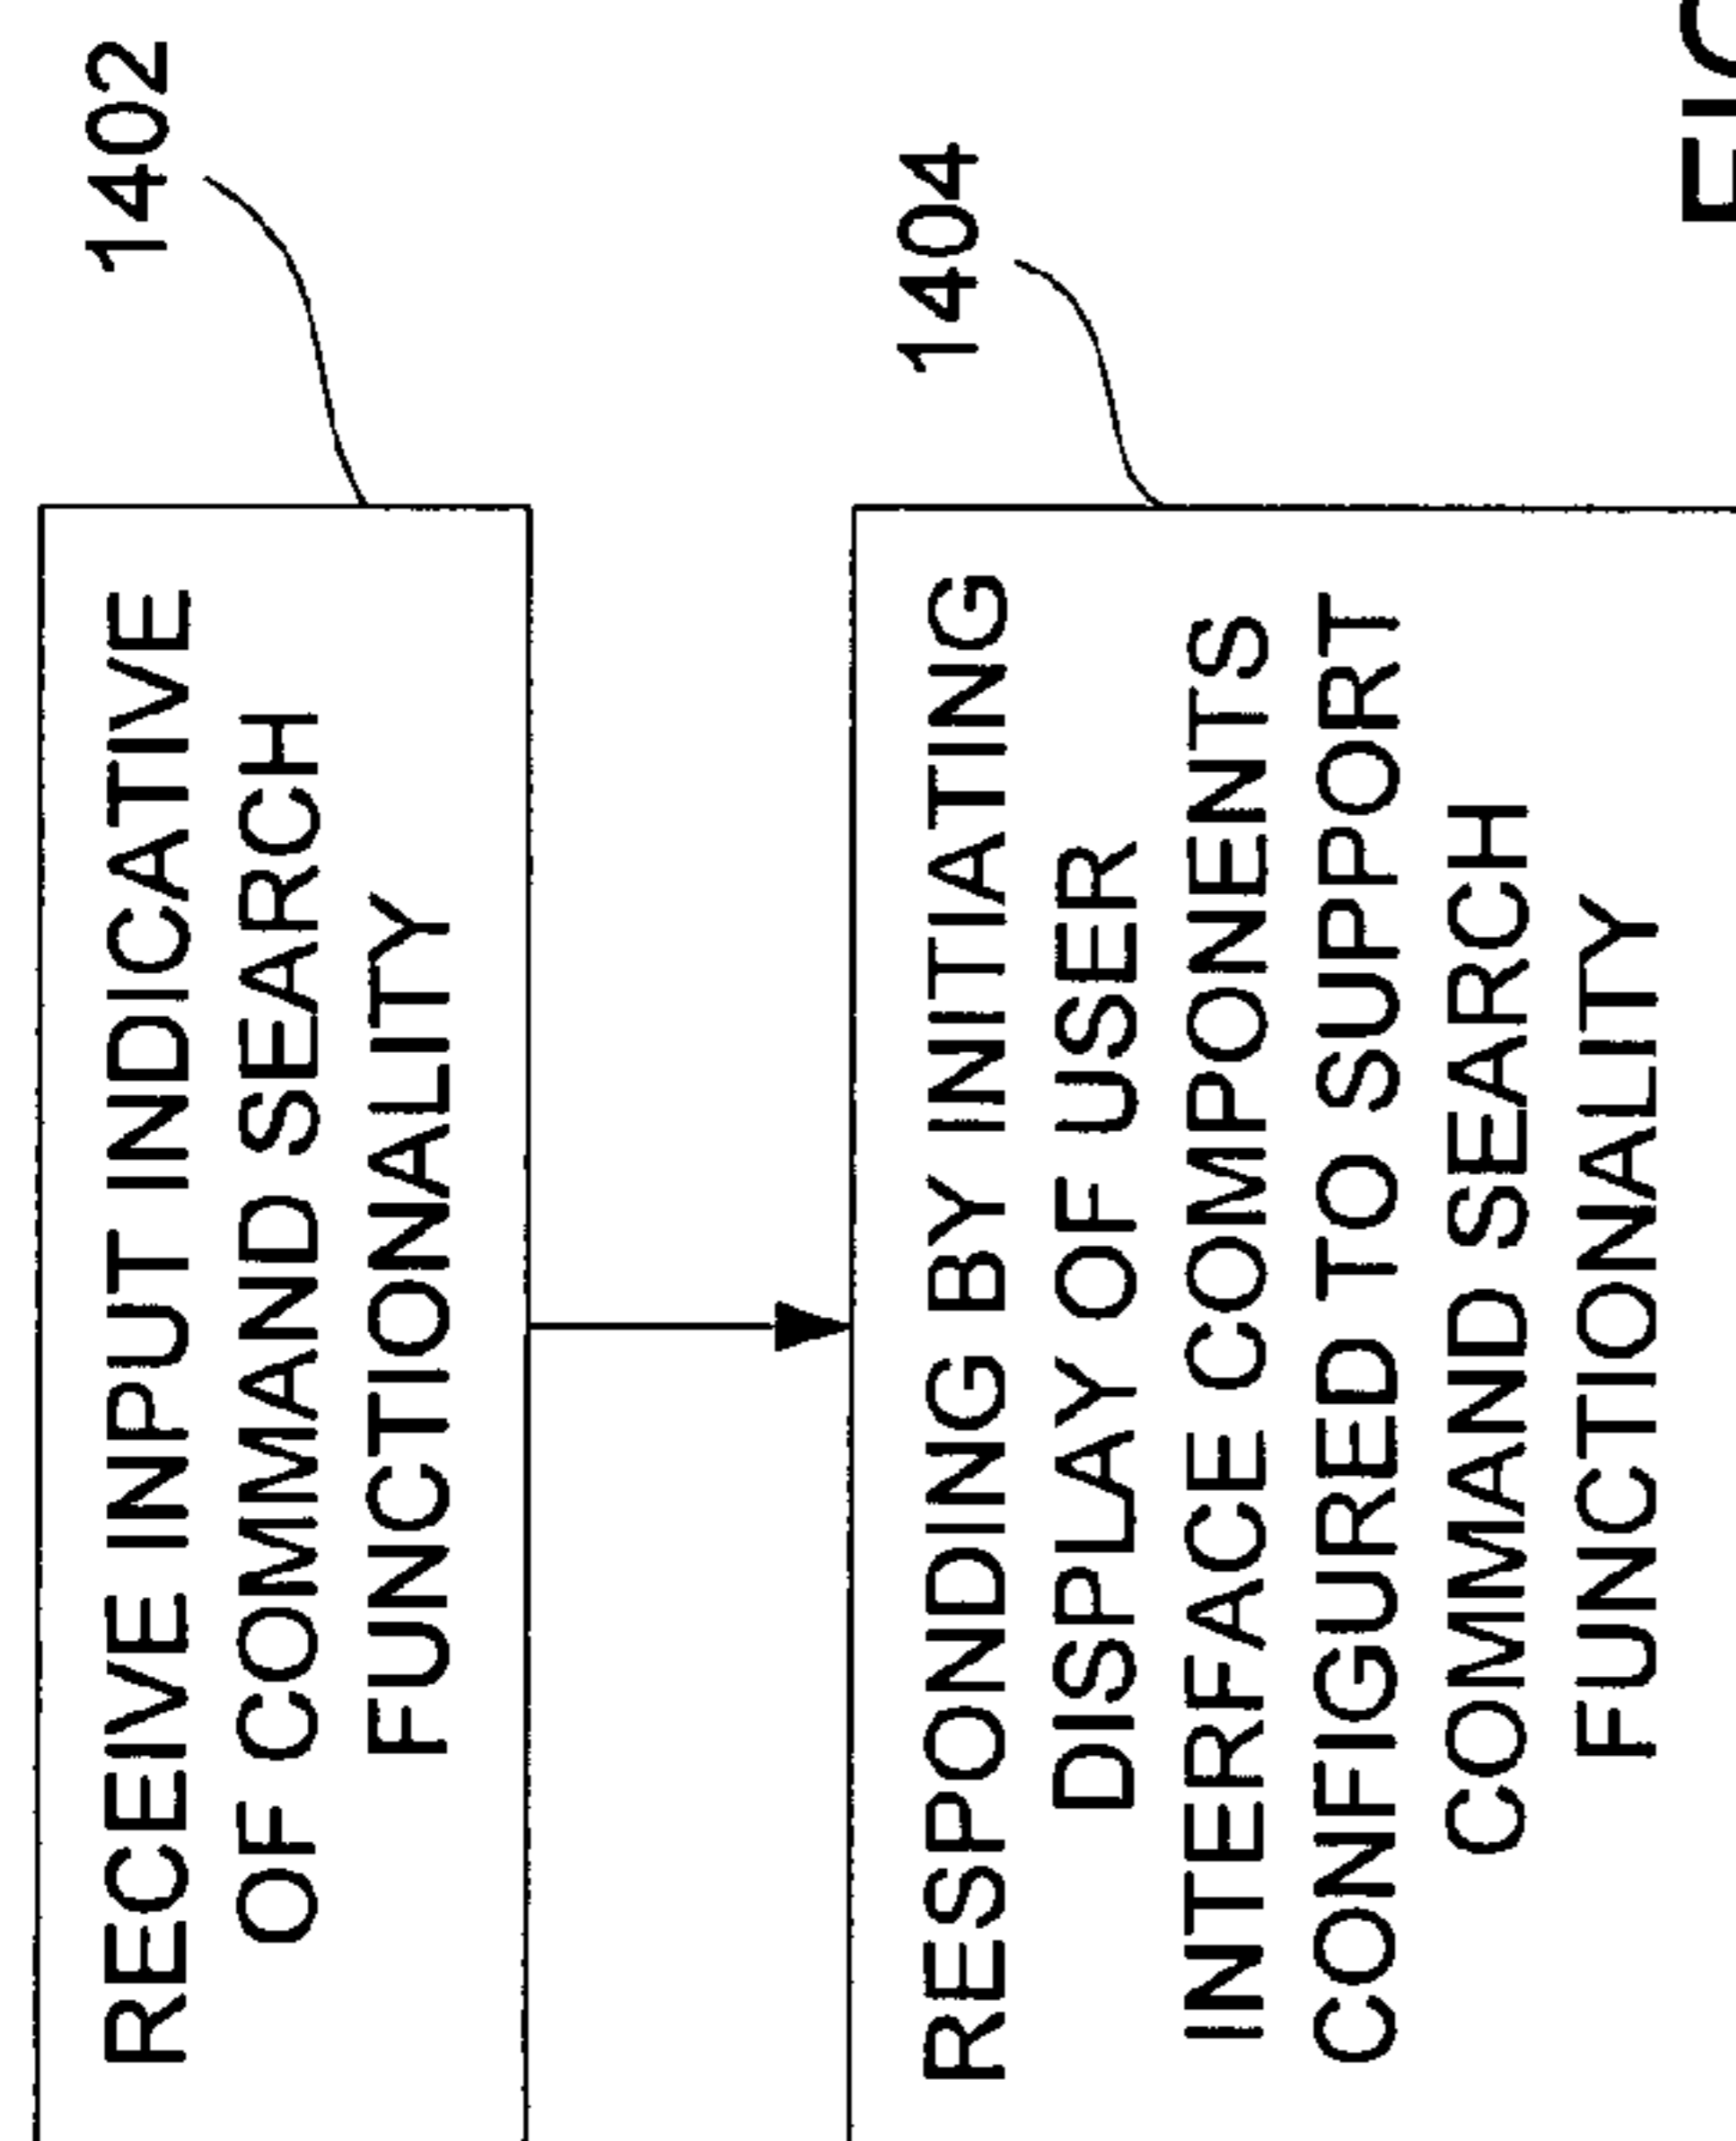 1402
RECEIVE INPUT INDICATIVE
OF COMMAND SEARCH
FUNCTIONALITY
1404
RESPONDING BY INITIATING
DISPLAY OF USER
INTERFACE COMPONENTS
CONFIGURED TO SUPPORT
COMMAND SEARCH
FUNCTIONALITY